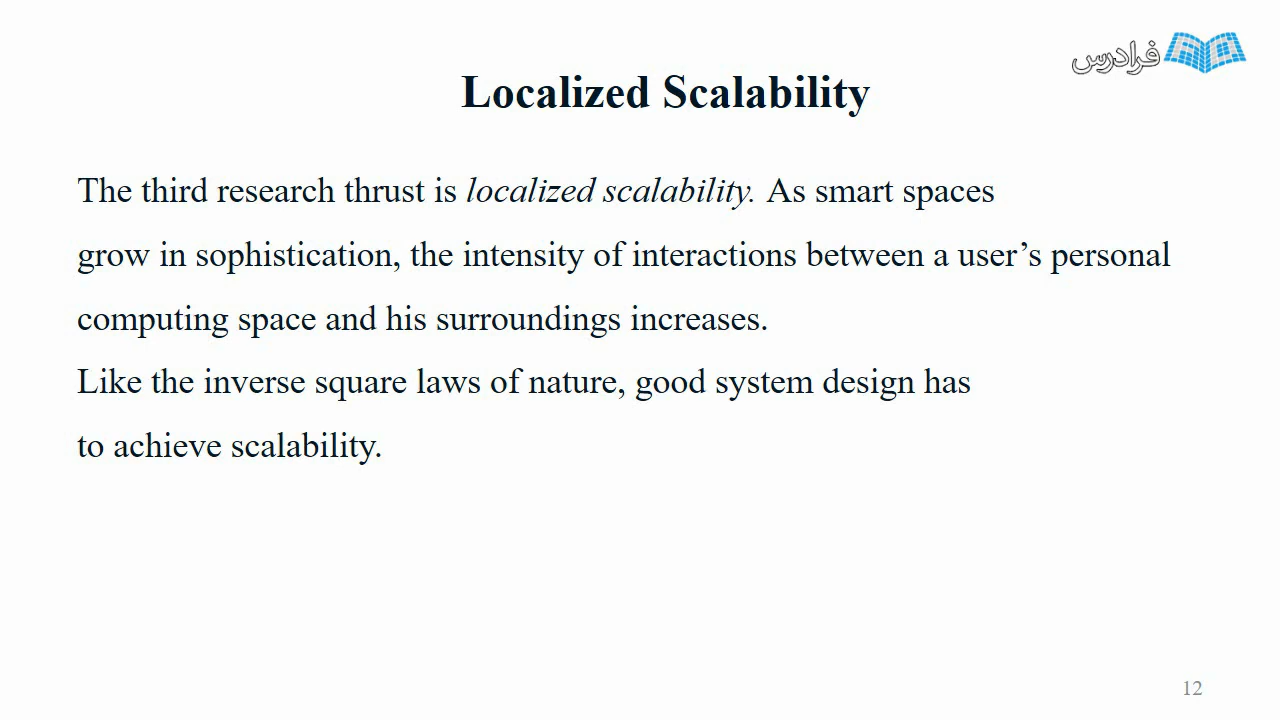 فرادرس
Localized Scalability
The third research thrust is localized scalability. As smart spaces
grow in sophistication, the intensity of interactions between a user’s personal
computing space and his surroundings increases.
Like the inverse square laws of nature, good system design has
to achieve scalability.
12